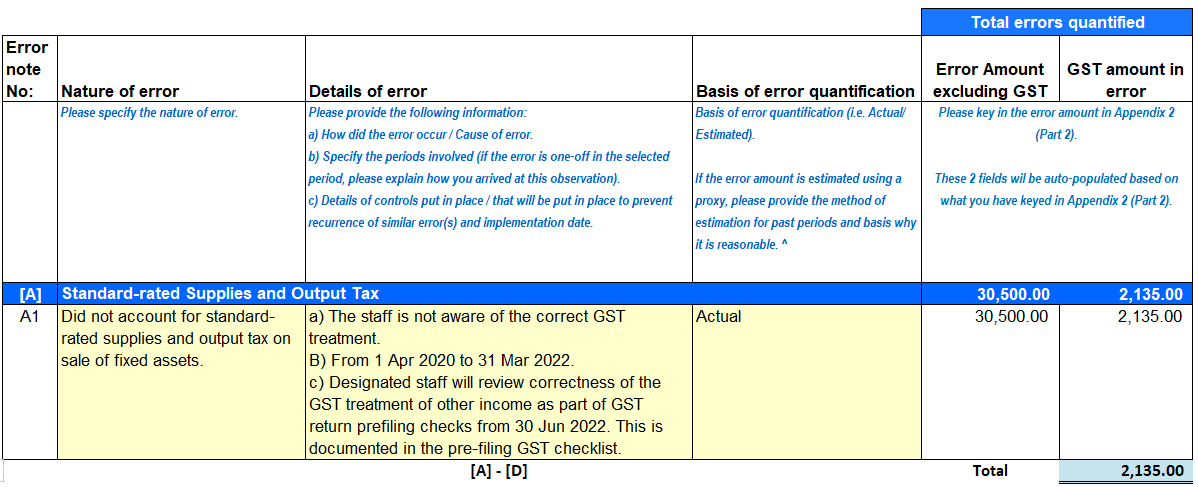 Total errors quantified
Error
note
No:
Nature of error
Details of error
Basis of error quantification
Error Amount
excluding GST
GST amount in
error
Please specify the nature of error.
Please provide the following information:
a) How did the error occur / Cause of error.
b) Specify the periods involved (if the error is one-off in the selected
period, please explain how you arrived at this observation).
c) Details of controls put in place / that will be put in place to prevent
recurrence of similar error(s) and implementation date.
Basis of error quantification (i.e. Actual/
Estimated).
If the error amount is estimated using a
proxy, please provide the method of
estimation for past periods and basis why
it is reasonable. ^
Please key in the error amount in Appendix 2
(Part 2).
These 2 fields wil be auto-populated based on
what you have keyed in Appendix 2 (Part 2).
[A] Standard-rated Supplies and Output Tax 30,500.00 2,135.00
A1
Did not account for standard-
rated supplies and output tax on
sale of fixed assets.
a) The staff is not aware of the correct GST
treatment.
B) From 1 Apr 2020 to 31 Mar 2022.
c) Designated staff will review correctness of the
GST treatment of other income as part of GST
return prefiling checks from 30 Jun 2022. This is
documented in the pre-filing GST checklist.
Actual
30,500.00
2,135.00
[A] - [D] Total 2,135.00